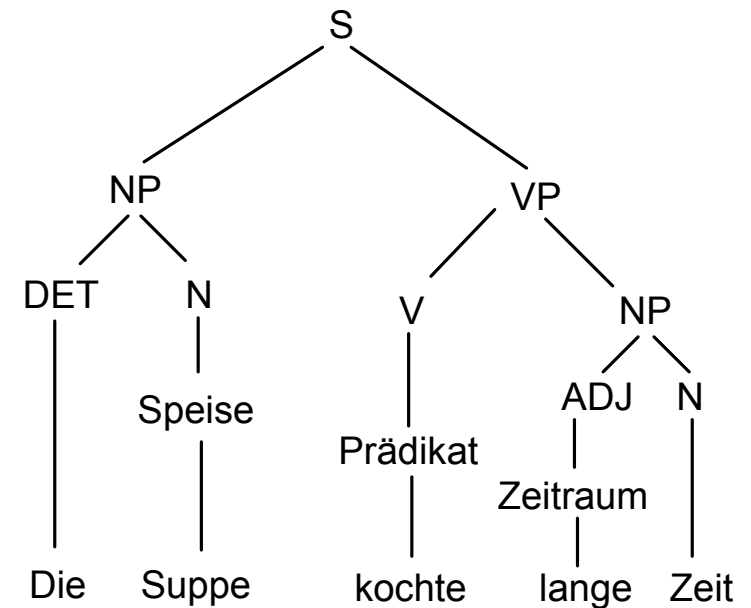 S
NP VP
DET N V NP
ADJ N
Speise
Prädikat
Zeitraum
Die Suppe kochte lange Zeit